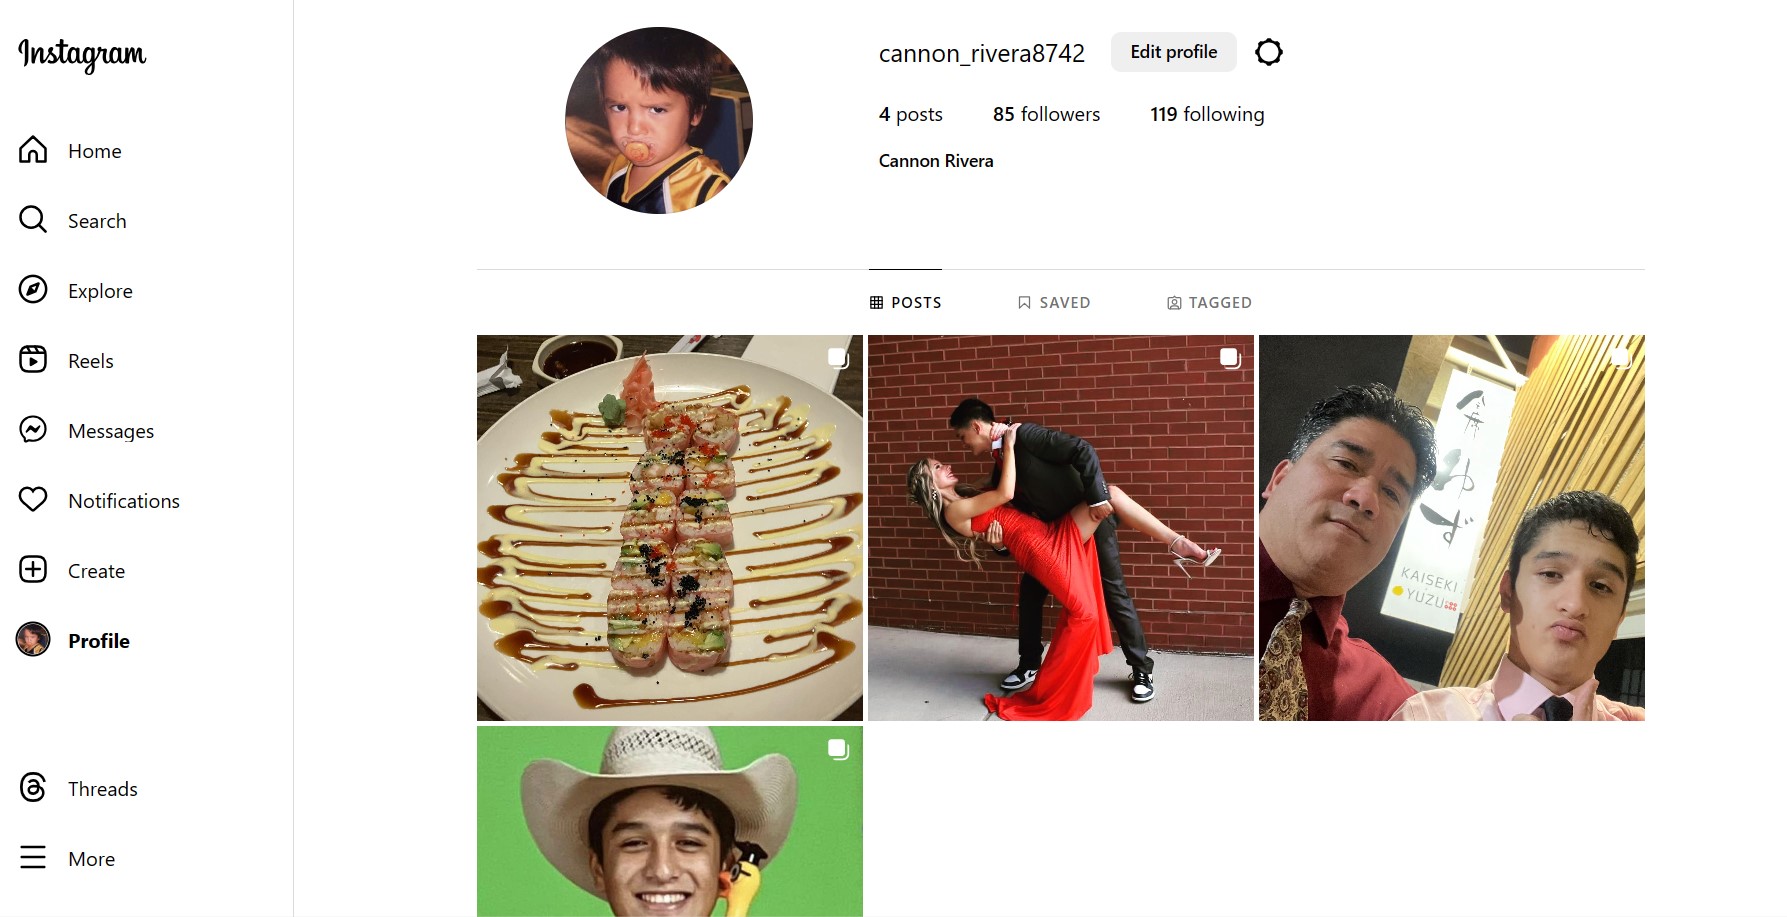 Instagram
Home
Search
Explore
Reels
Messages
Notifications
Create
Profile
Threads
More
cannon_rivera8742
Edit profile
4 posts
85 followers
119 following
Cannon Rivera
POSTS
SAVED
TAGGED
KAISEKI
YUZU